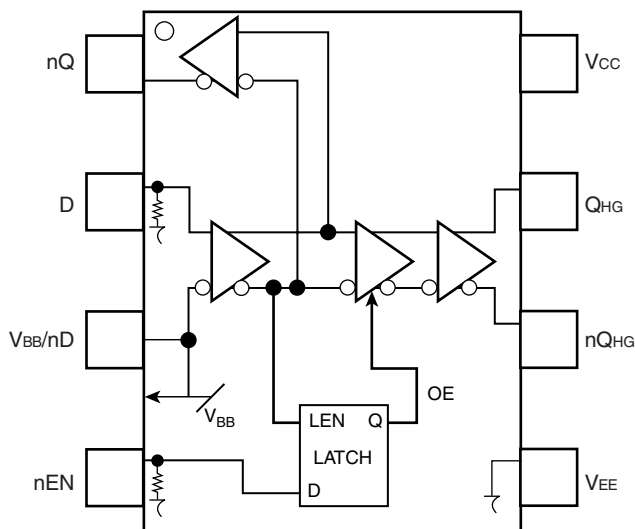 nQ
VCC
D
QHG
VBB/nD
nQHG
VBB
OE
LEN Q
LATCH
D
nEN
VEE